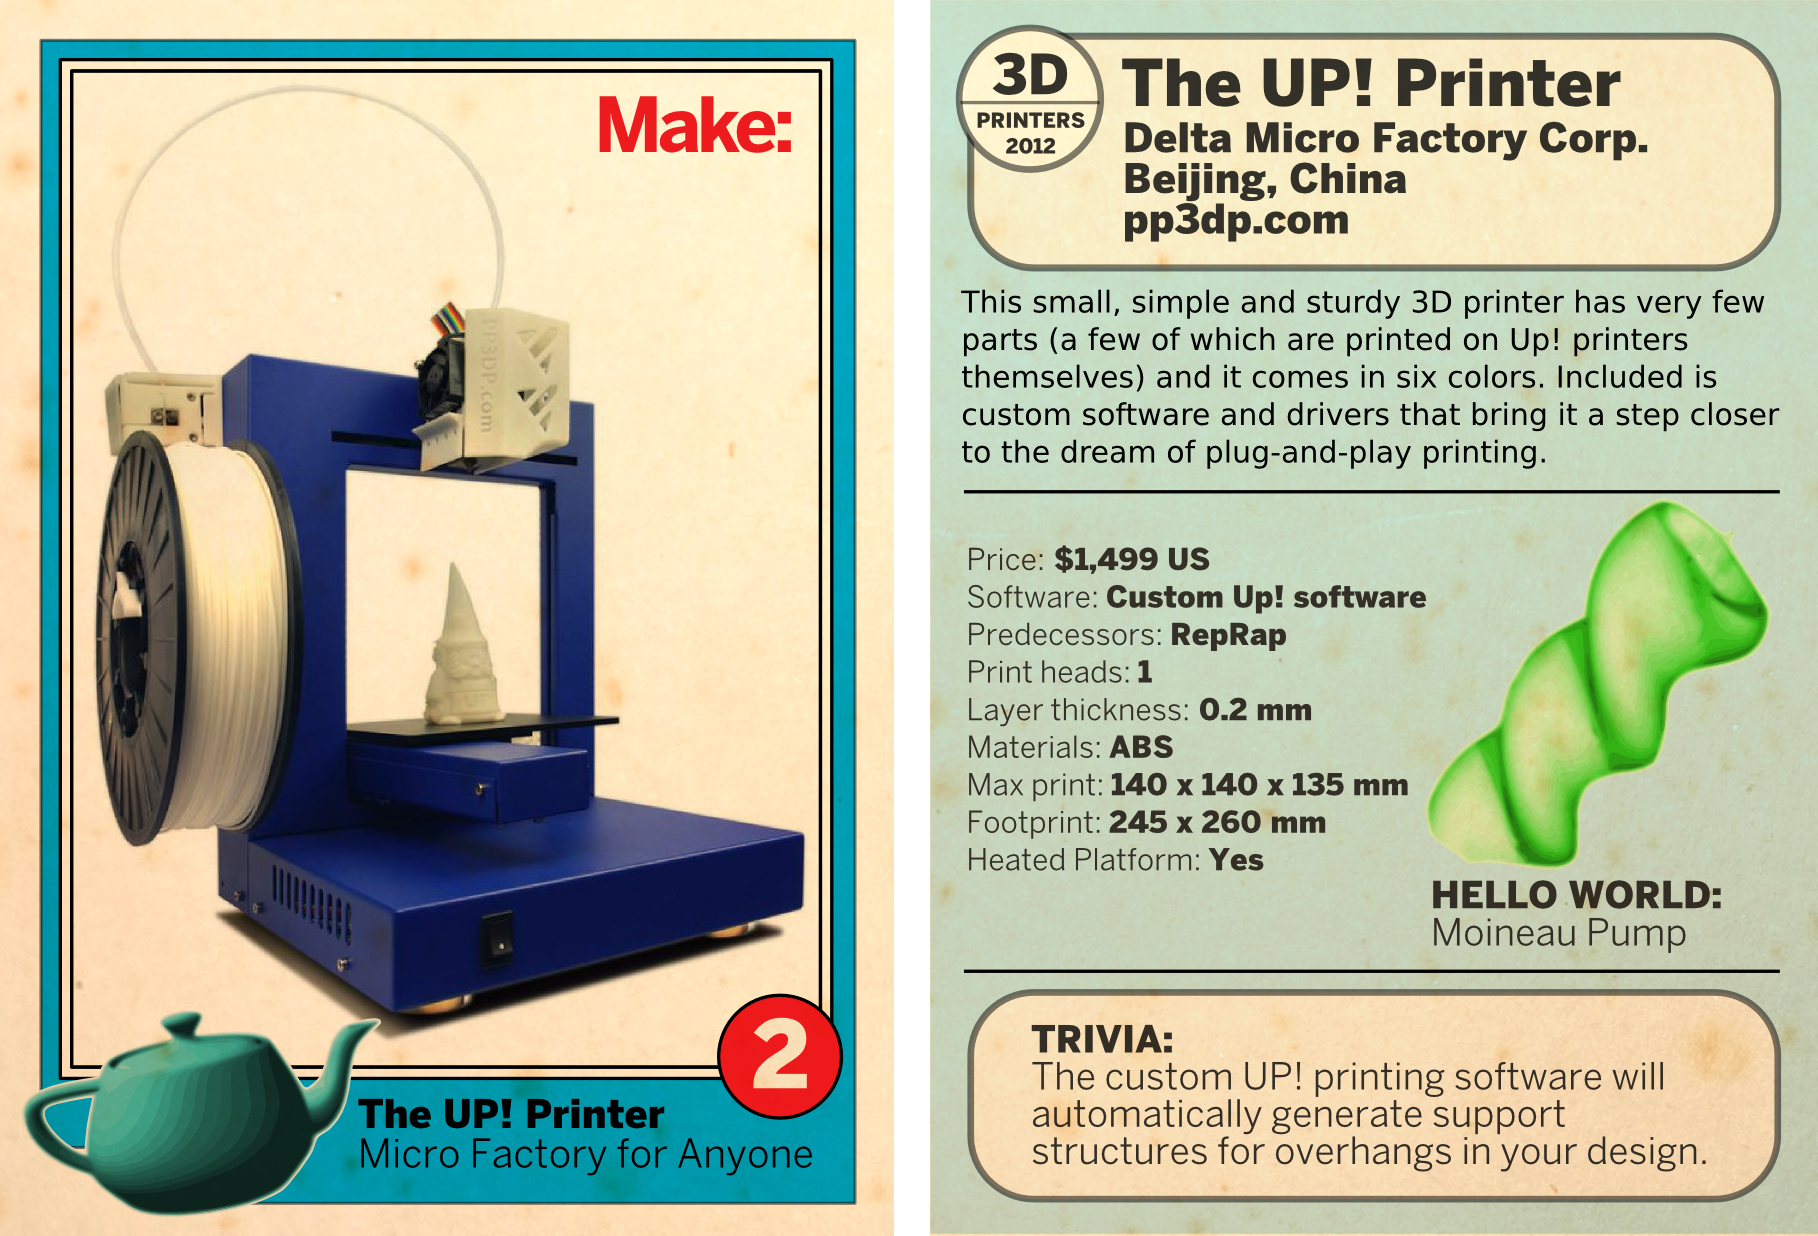 Make:
PP3DP.com
2
The UP! Printer
Micro Factory for Anyone
3D
PRINTERS
2012
The UP! Printer
Delta Micro Factory Corp.
Beijing, China
pp3dp.com
This small, simple and sturdy 3D printer has very few
parts (a few of which are printed on Up! printers
themselves) and it comes in six colors. Included is
custom software and drivers that bring it a step closer
to the dream of plug-and-play printing.
Price: $1,499 US
Software: Custom Up! software
Predecessors: RepRap
Print heads: 1
Layer thickness: 0.2 mm
Materials: ABS
Max print: 140 x 140 x 135 mm
Footprint: 245 x 260 mm
Heated Platform: Yes
HELLO WORLD:
Moineau Pump
TRIVIA:
The custom UP! printing software will
automatically generate support
structures for overhangs in your design.